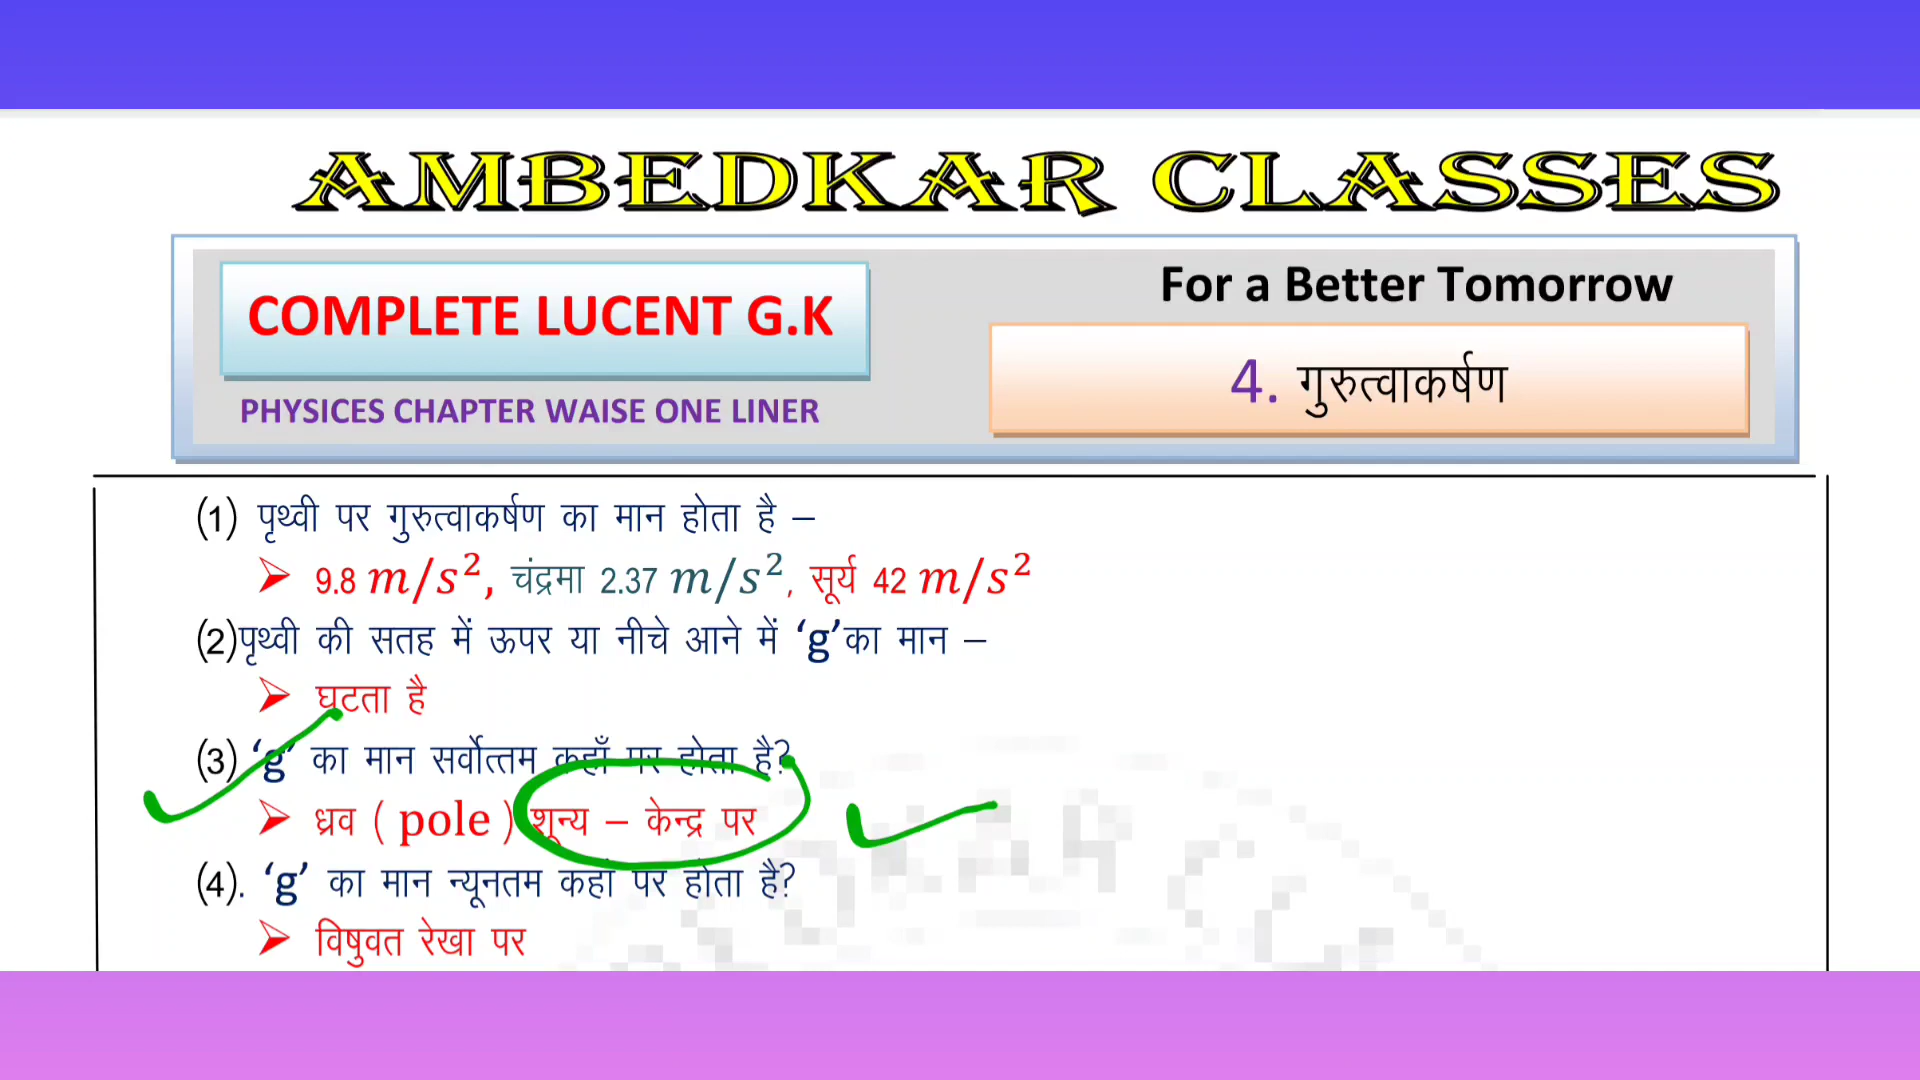 AMBEDKAR CLASSES
COMPLETE LUCENT G.K
For a Better Tomorrow
PHYSICES CHAPTER WAISE ONE LINER
4. गुरुत्वाकर्षण
(1) पृथ्वी पर गुरुत्वाकर्षण का मान होता है –
➢ 9.8 m/s², चंद्रमा 2.37 m/s², सूर्य 42 m/s²
(2)पृथ्वी की सतह में ऊपर या नीचे आने में ‘g’का मान –
➢ घटता है
(3) ‘g’ का मान सर्वोत्तम कहाँ पर होता है?
➢ ध्रव ( pole ) शून्य – केन्द्र पर
(4). ‘g’ का मान न्यूनतम कहाँ पर होता है?
➢ विषुवत रेखा पर